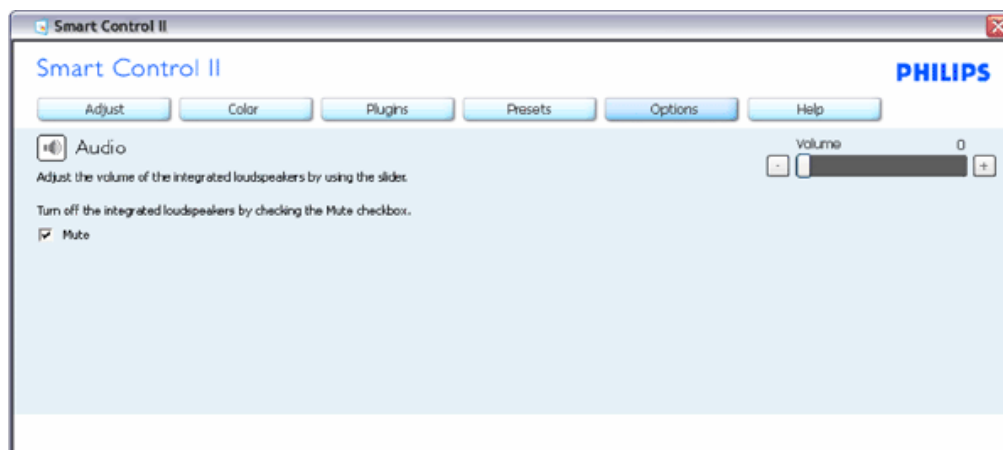 Smart Control II
Smart Control II
PHILIPS
Adjust Color Plugins Presets Options Help
Audio
Volume 0
- +
Adjust the volume of the integrated loudspeakers by using the slider.
Turn off the integrated loudspeakers by checking the Mute checkbox.
Mute